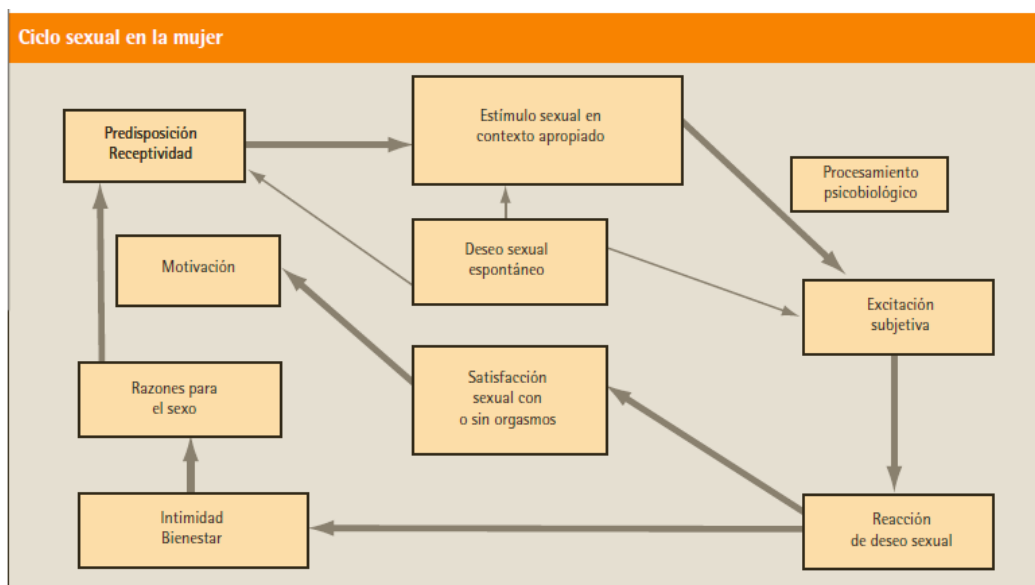 Ciclo sexual en la mujer
Predisposición
Receptividad
Estímulo sexual en
contexto apropiado
Procesamiento
psicobiológico
Motivación
Deseo sexual
espontáneo
Excitación
subjetiva
Razones para
el sexo
Satisfacción
sexual con
o sin orgasmos
Intimidad
Bienestar
Reacción
de deseo sexual